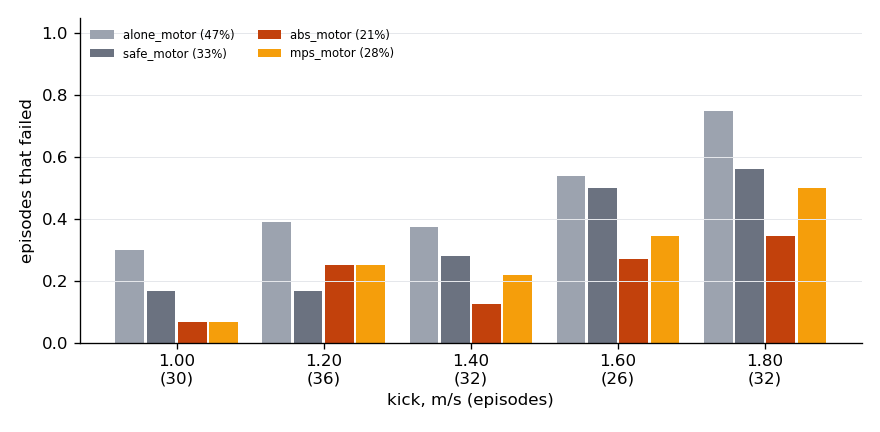 alone_motor (47%)
safe_motor (33%)
abs_motor (21%)
mps_motor (28%)
episodes that failed
1.0
0.8
0.6
0.4
0.2
0.0
1.00 1.20 1.40 1.60 1.80
(30) (36) (32) (26) (32)
kick, m/s (episodes)